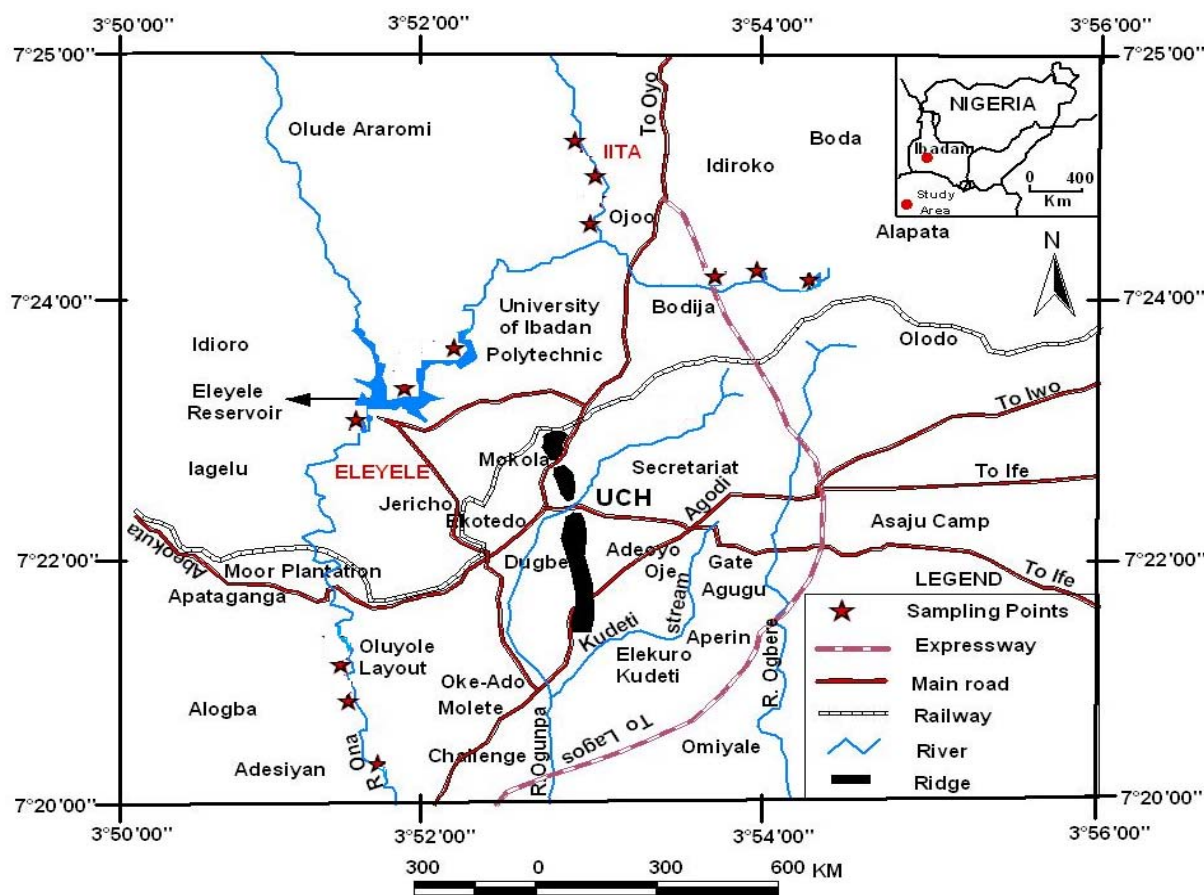 3°50'00"
3°52'00"
3°54'00"
3°56'00"
7°25'00"
7°25'00"
To Oyo
Olude Araromi
IITA
Idiroko
Boda
NIGERIA
Ibadam
0 400
Km
Study
Area
Ojoo
Alapata
N
7°24'00"
7°24'00"
University
of Ibadan
Polytechnic
Bodija
Olodo
Idioro
Eleyele
Reservoir
To Iwo
Iagelu
ELEYELE
Mokola
Secretariat
To Ife
Jericho
UCH
Agodi
Ekotedo
Asaju Camp
Abeokuta
7°22'00"
7°22'00"
Moor Plantation
Dugbe
Adeoyo
Oje
Gate
To Ife
Apataganga
stream
Agugu
Kudeti
Aperin
R. Ogbere
Oluyole
Layout
Elekuro
Kudeti
Oke-Ado
Molete
Alogba
R. Ona
Challenge
R. Ogunpa
To Lagos
Omiyale
Adesiyan
LEGEND
Sampling Points
Expressway
Main road
Railway
River
Ridge
7°20'00"
7°20'00"
3°50'00"
3°52'00"
3°54'00"
3°56'00"
300 0 300 600 KM